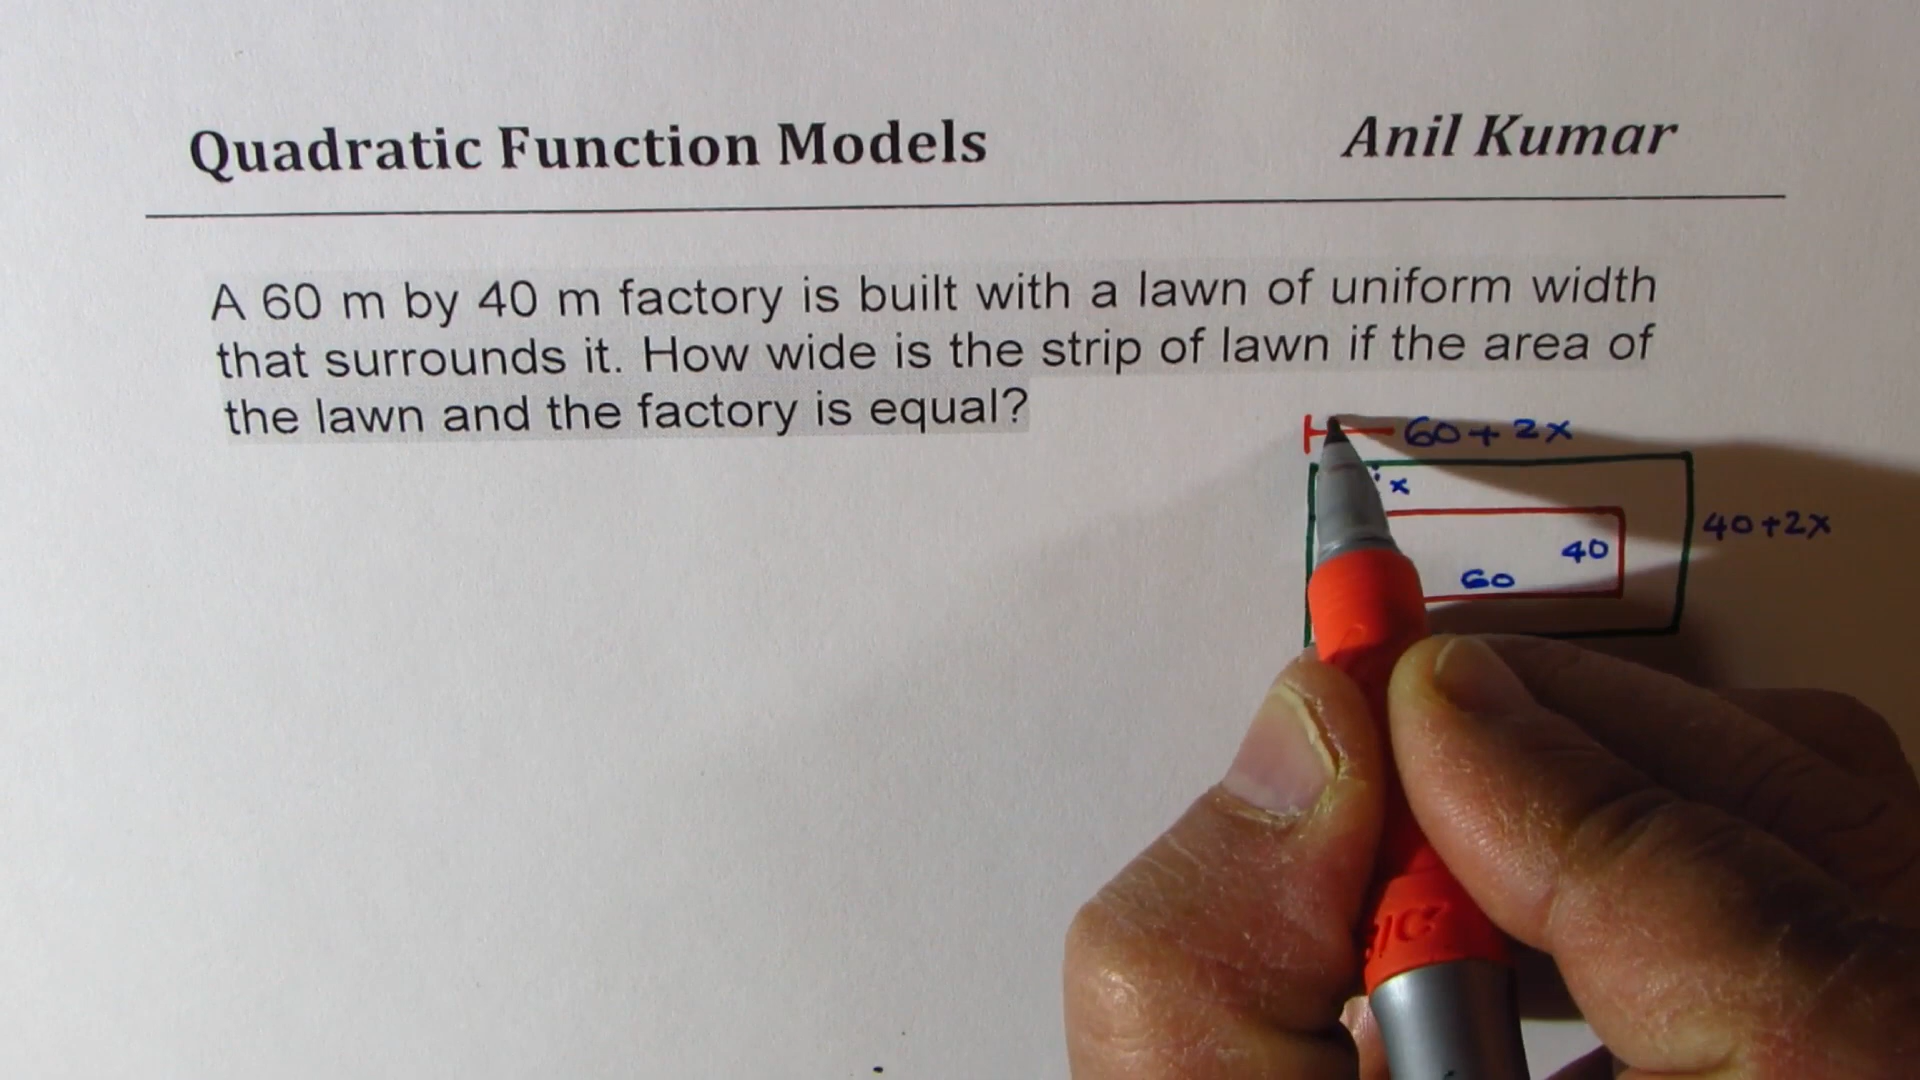 Quadratic Function Models
Anil Kumar
A 60 m by 40 m factory is built with a lawn of uniform width
that surrounds it. How wide is the strip of lawn if the area of
the lawn and the factory is equal?
60+2x
x
40+2x
40
60
BIC